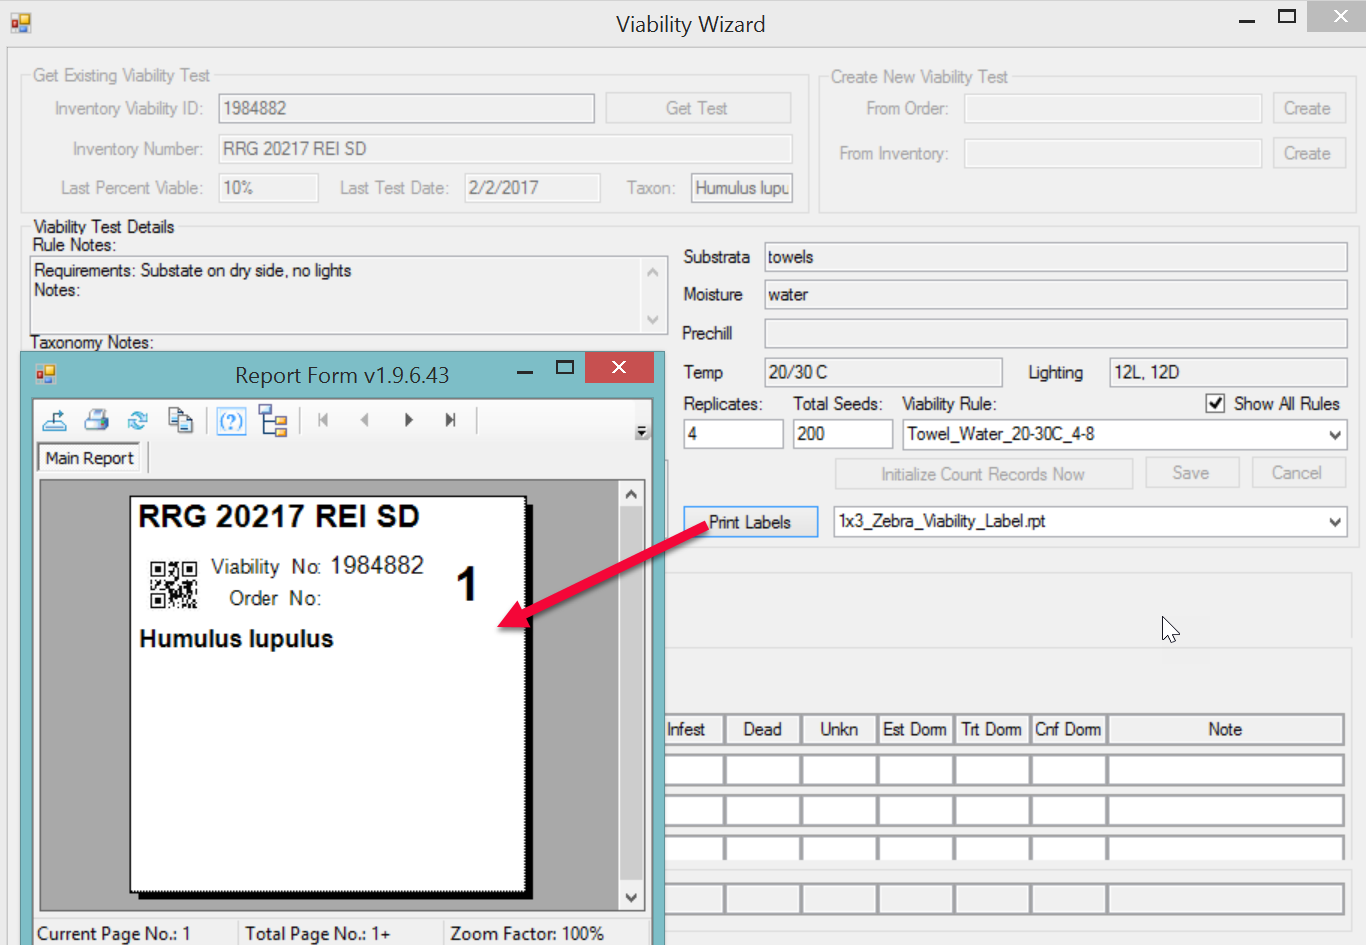 Viability Wizard
Get Existing Viability Test
Inventory Viability ID: 1984882 Get Test
Inventory Number: RRG 20217 REI SD
Last Percent Viable: 10% Last Test Date: 2/2/2017 Taxon: Humulus lupu
Create New Viability Test
From Order: Create
From Inventory: Create
Viability Test Details
Rule Notes:
Requirements: Substate on dry side, no lights
Notes:
Taxonomy Notes:
Substrata towels
Moisture water
Prechill
Temp 20/30 C Lighting 12L, 12D
Replicates: Total Seeds: Viability Rule: Show All Rules
4 200 Towel_Water_20-30C_4-8
Initialize Count Records Now Save Cancel
Print Labels 1x3_Zebra_Viability_Label.rpt
Report Form v1.9.6.43
(?)
Main Report
RRG 20217 REI SD
Viability No: 1984882
Order No:
1
Humulus lupulus
Current Page No.: 1 Total Page No.: 1+ Zoom Factor: 100%
Infest Dead Unkn Est Dorm Trt Dorm Cnf Dorm Note